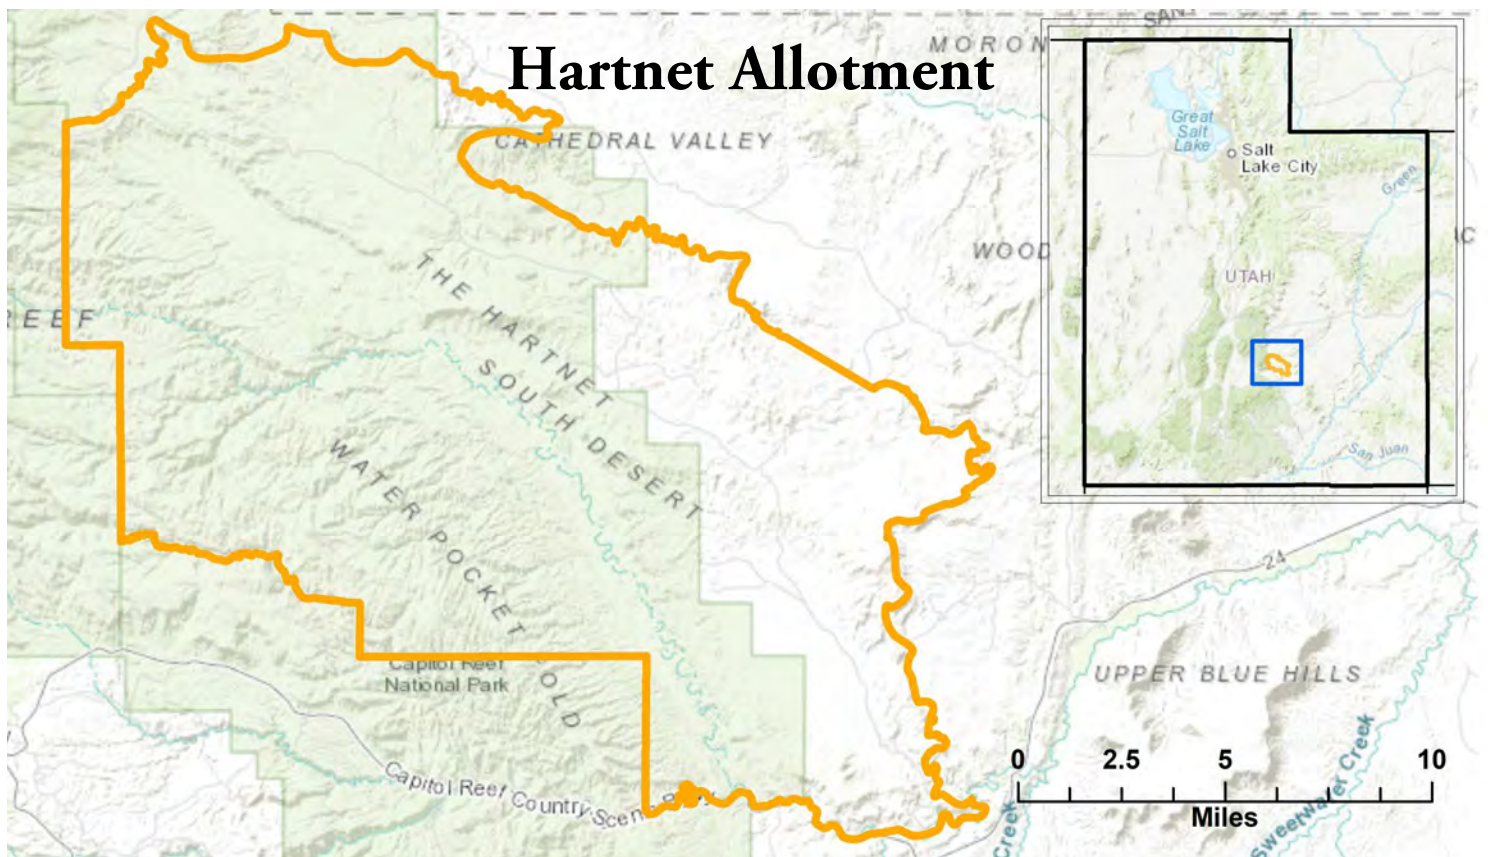 Hartnet Allotment
MORON
SAN
CATHEDRAL VALLEY
WOOD
THE HARTNET
SOUTH DESERT
REEF
WATER POCKET FOLD
Capitol Reef
National Park
Capitol Reef Country Scenic
24
UPPER BLUE HILLS
Sweetwater Creek
Creek
0 2.5 5 10
Miles
Great
Salt
Lake
Salt
Lake City
Green
UTAH
San Juan